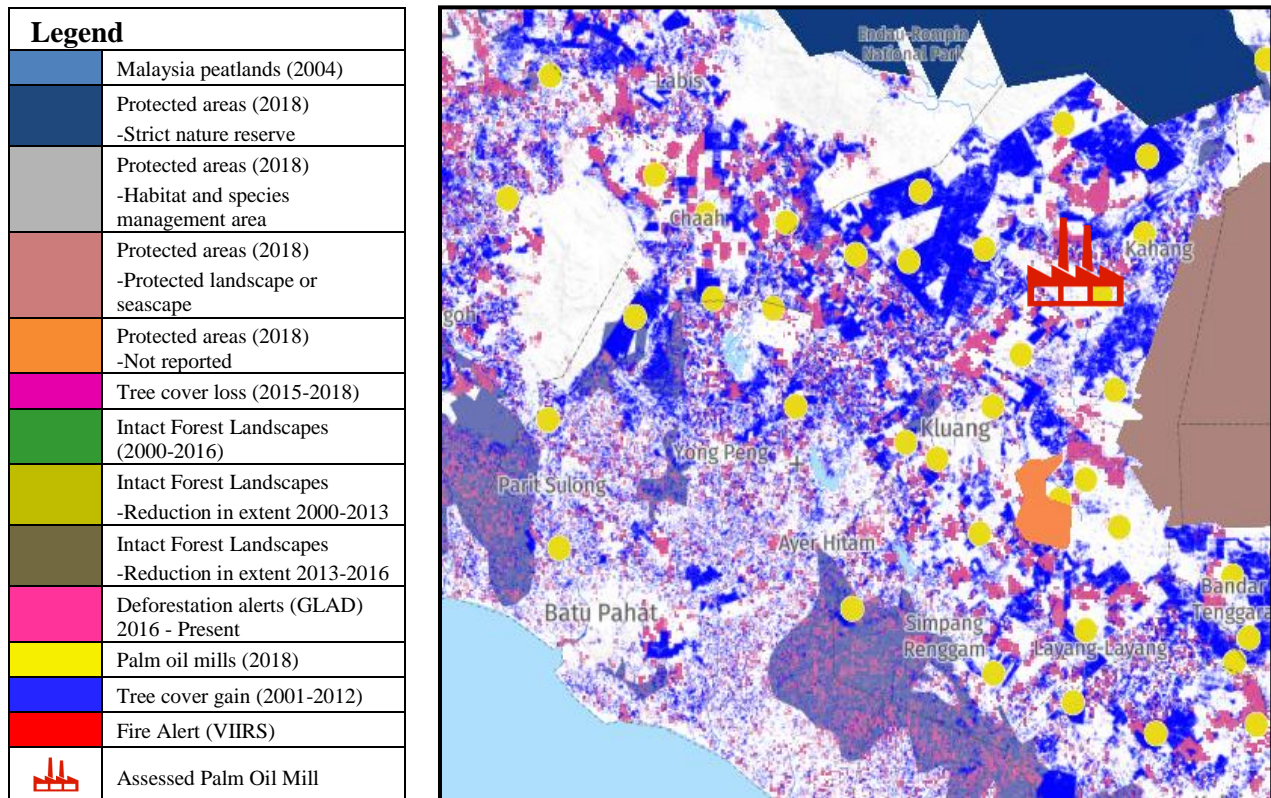 Legend
Malaysia peatlands (2004)
Protected areas (2018)
-Strict nature reserve
Protected areas (2018)
-Habitat and species
management area
Protected areas (2018)
-Protected landscape or
seascape
Protected areas (2018)
-Not reported
Tree cover loss (2015-2018)
Intact Forest Landscapes
(2000-2016)
Intact Forest Landscapes
-Reduction in extent 2000-2013
Intact Forest Landscapes
-Reduction in extent 2013-2016
Deforestation alerts (GLAD)
2016 - Present
Palm oil mills (2018)
Tree cover gain (2001-2012)
Fire Alert (VIIRS)
Assessed Palm Oil Mill
Endau-Rompin
National Park
Labis
Chaah
Kahang
goh
Kluang
Yong Peng
Parit Sulong
Ayer Hitam
Batu Pahat
Simpang
Renggam
Layang-Layang
Bandar
Tenggara